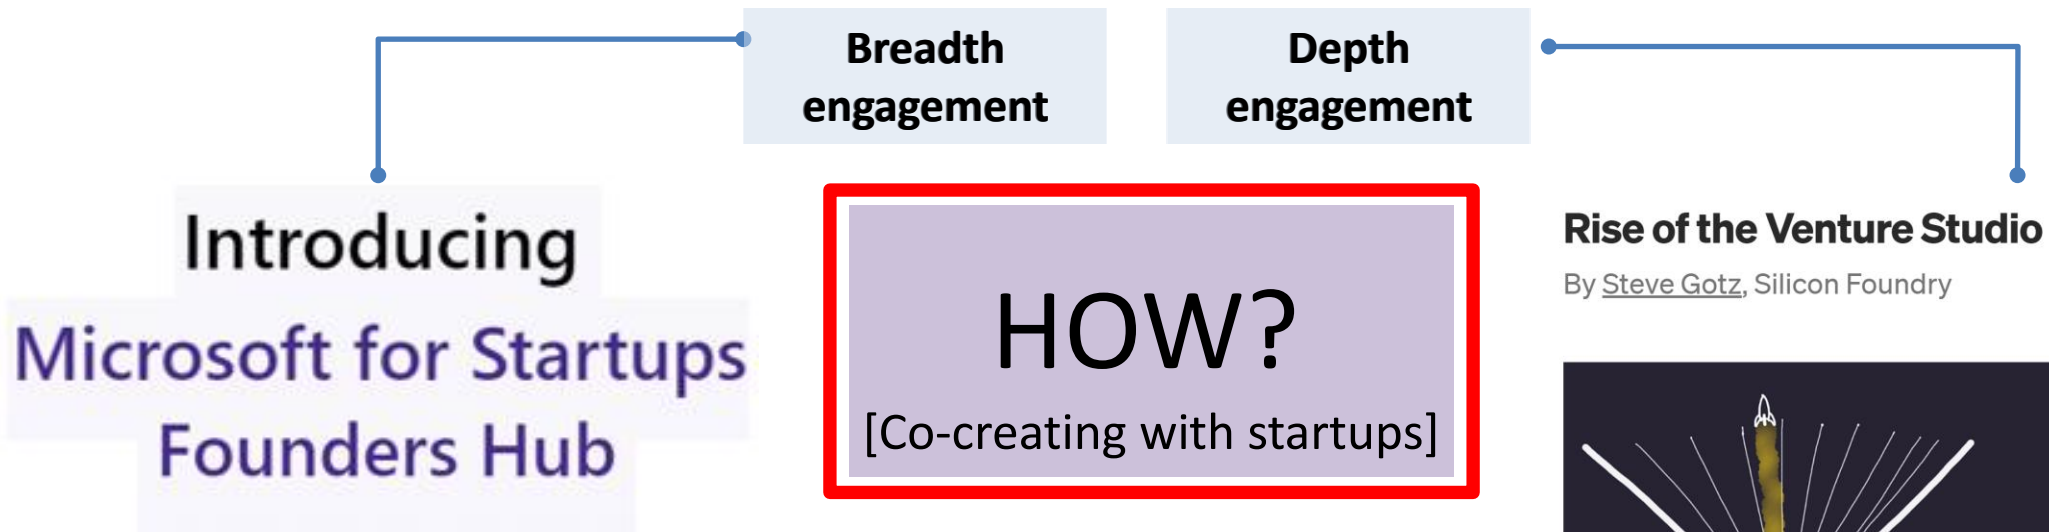 Breadth
engagement
Depth
engagement
Introducing
Microsoft for Startups
Founders Hub
HOW?
[Co-creating with startups]
Rise of the Venture Studio
By Steve Gotz, Silicon Foundry